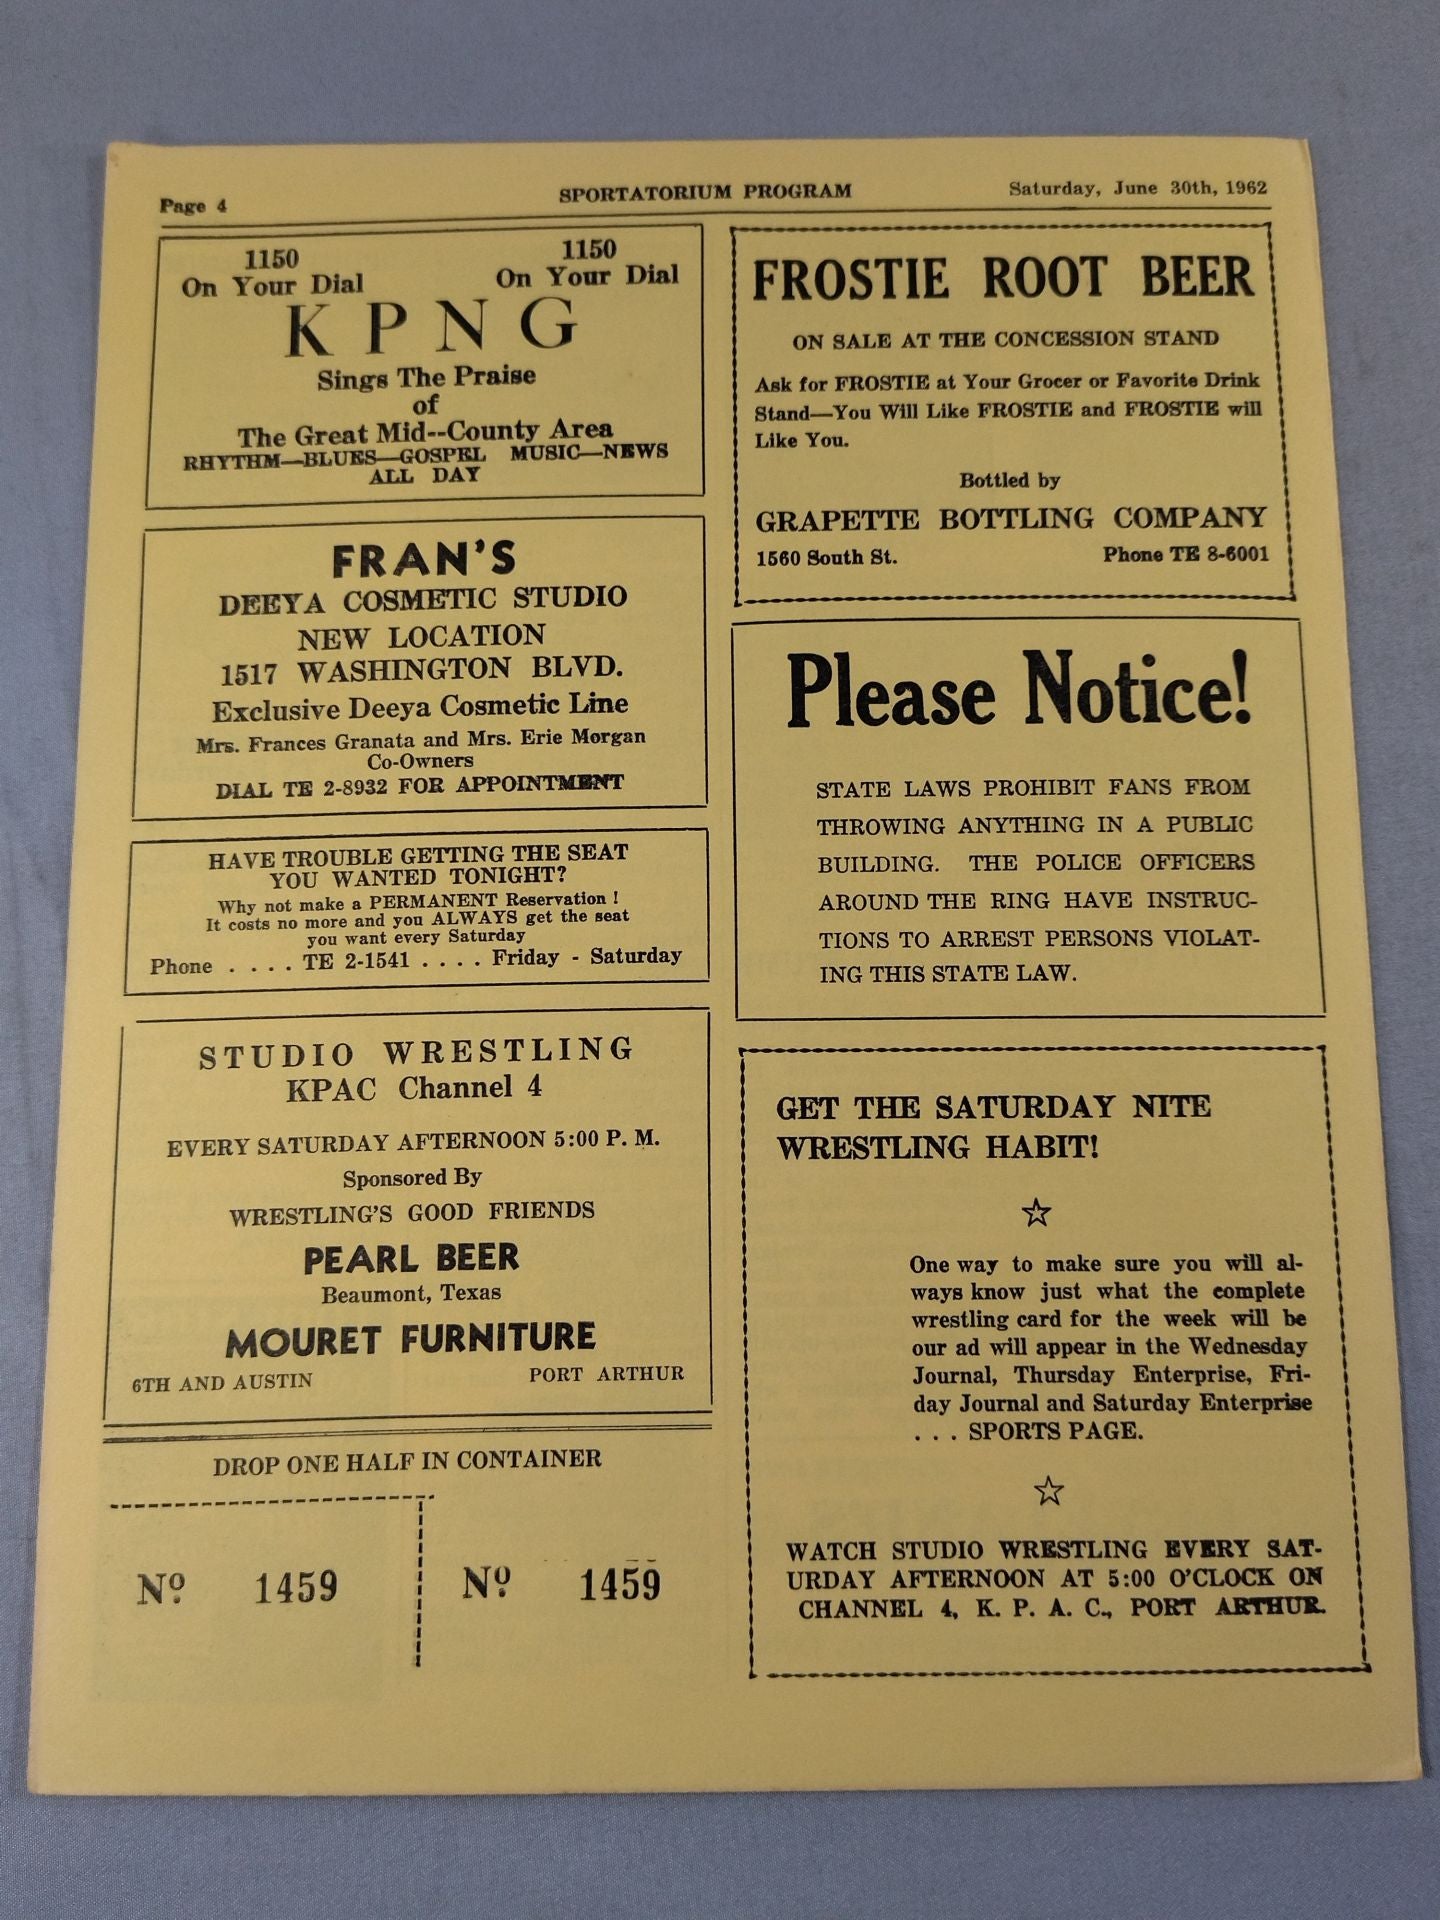 Page 4
SPORTATORIUM PROGRAM
Saturday, June 30th, 1962
1150
On Your Dial
1150
On Your Dial
KPNG
Sings The Praise
of
The Great Mid--County Area
RHYTHM—BLUES—GOSPEL MUSIC—NEWS
ALL DAY
FRAN'S
DEEYA COSMETIC STUDIO
NEW LOCATION
1517 WASHINGTON BLVD.
Exclusive Deeya Cosmetic Line
Mrs. Frances Granata and Mrs. Erie Morgan
Co-Owners
DIAL TE 2-8932 FOR APPOINTMENT
HAVE TROUBLE GETTING THE SEAT
YOU WANTED TONIGHT?
Why not make a PERMANENT Reservation !
It costs no more and you ALWAYS get the seat
you want every Saturday
Phone . . . . TE 2-1541 . . . . Friday - Saturday
STUDIO WRESTLING
KPAC Channel 4
EVERY SATURDAY AFTERNOON 5:00 P. M.
Sponsored By
WRESTLING'S GOOD FRIENDS
PEARL BEER
Beaumont, Texas
MOURET FURNITURE
6TH AND AUSTIN PORT ARTHUR
DROP ONE HALF IN CONTAINER
Nº 1459
Nº 1459
FROSTIE ROOT BEER
ON SALE AT THE CONCESSION STAND
Ask for FROSTIE at Your Grocer or Favorite Drink
Stand—You Will Like FROSTIE and FROSTIE will
Like You.
Bottled by
GRAPETTE BOTTLING COMPANY
1560 South St. Phone TE 8-6001
Please Notice!
STATE LAWS PROHIBIT FANS FROM
THROWING ANYTHING IN A PUBLIC
BUILDING. THE POLICE OFFICERS
AROUND THE RING HAVE INSTRUC-
TIONS TO ARREST PERSONS VIOLAT-
ING THIS STATE LAW.
GET THE SATURDAY NITE
WRESTLING HABIT!
One way to make sure you will al-
ways know just what the complete
wrestling card for the week will be
our ad will appear in the Wednesday
Journal, Thursday Enterprise, Fri-
day Journal and Saturday Enterprise
. . . SPORTS PAGE.
WATCH STUDIO WRESTLING EVERY SAT-
URDAY AFTERNOON AT 5:00 O'CLOCK ON
CHANNEL 4, K. P. A. C., PORT ARTHUR.